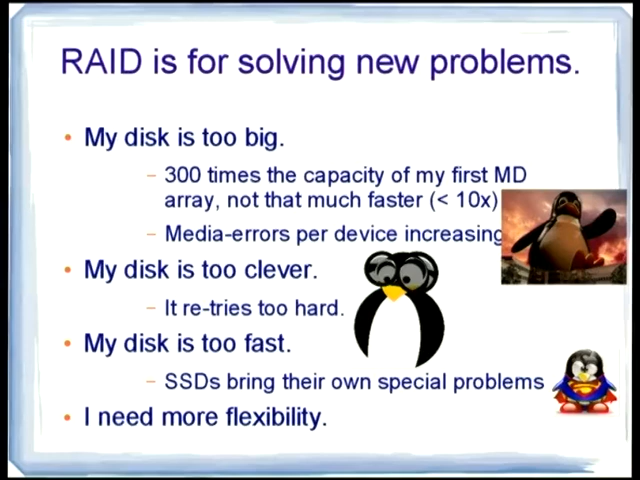 RAID is for solving new problems.
• My disk is too big.
– 300 times the capacity of my first MD
array, not that much faster (< 10x)
– Media-errors per device increasing
• My disk is too clever.
– It re-tries too hard.
• My disk is too fast.
– SSDs bring their own special problems
• I need more flexibility.